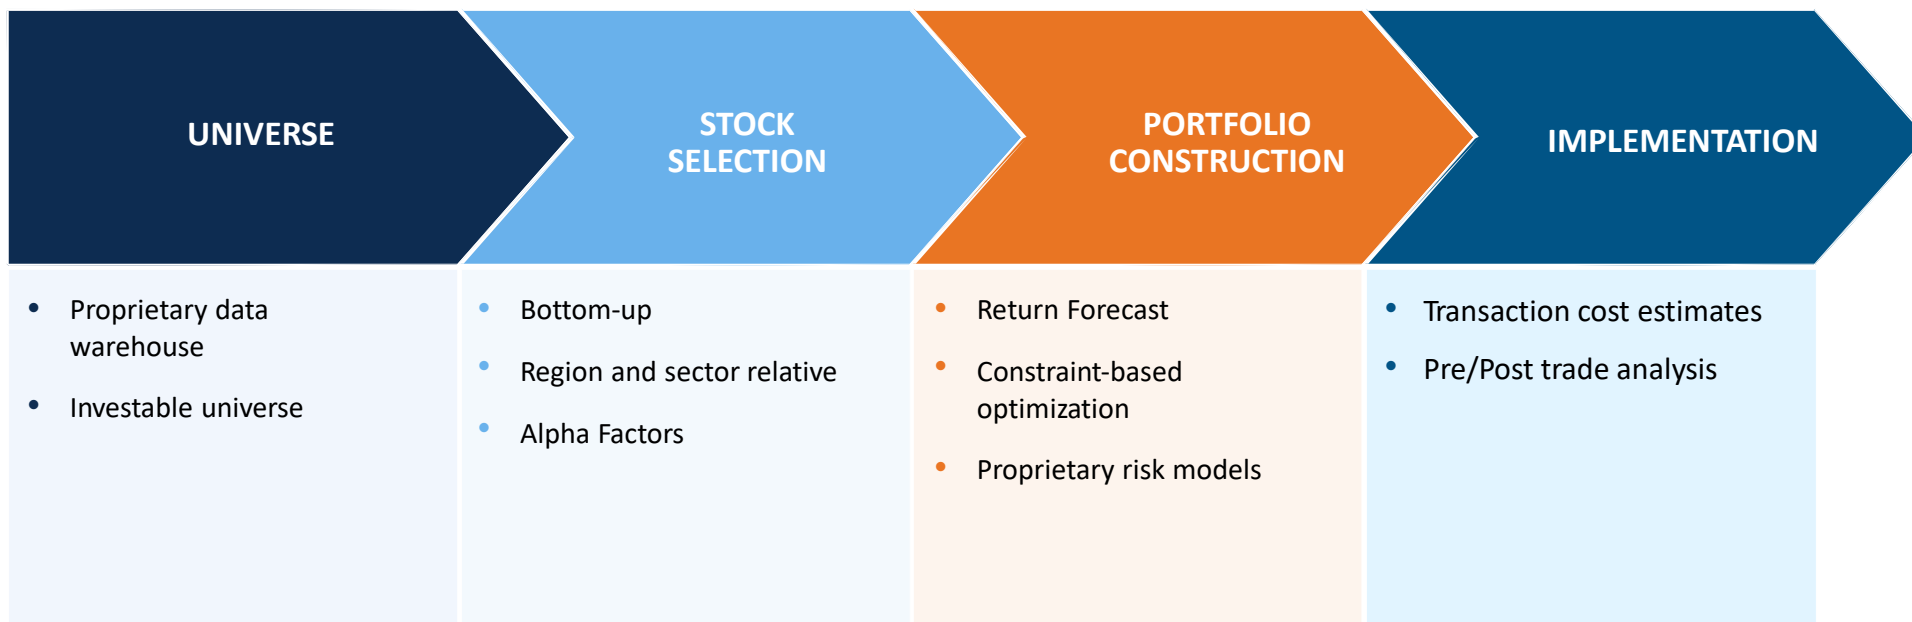 UNIVERSE
STOCK
SELECTION
PORTFOLIO
CONSTRUCTION
IMPLEMENTATION
• Proprietary data
warehouse
• Investable universe
• Bottom-up
• Region and sector relative
• Alpha Factors
• Return Forecast
• Constraint-based
optimization
• Proprietary risk models
• Transaction cost estimates
• Pre/Post trade analysis